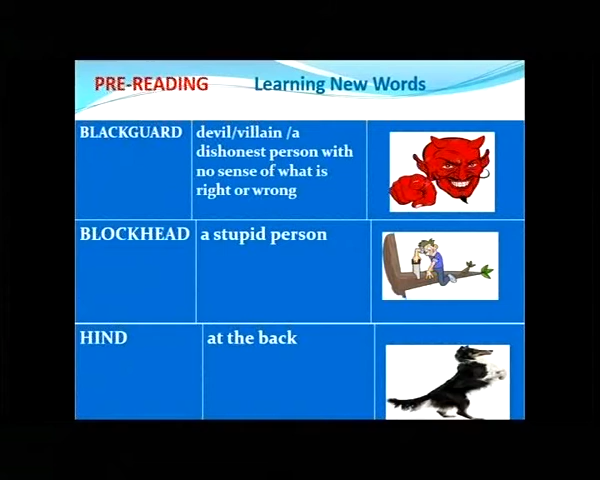 PRE-READING Learning New Words
BLACKGUARD
devil/villain /a
dishonest person with
no sense of what is
right or wrong
BLOCKHEAD
a stupid person
HIND
at the back